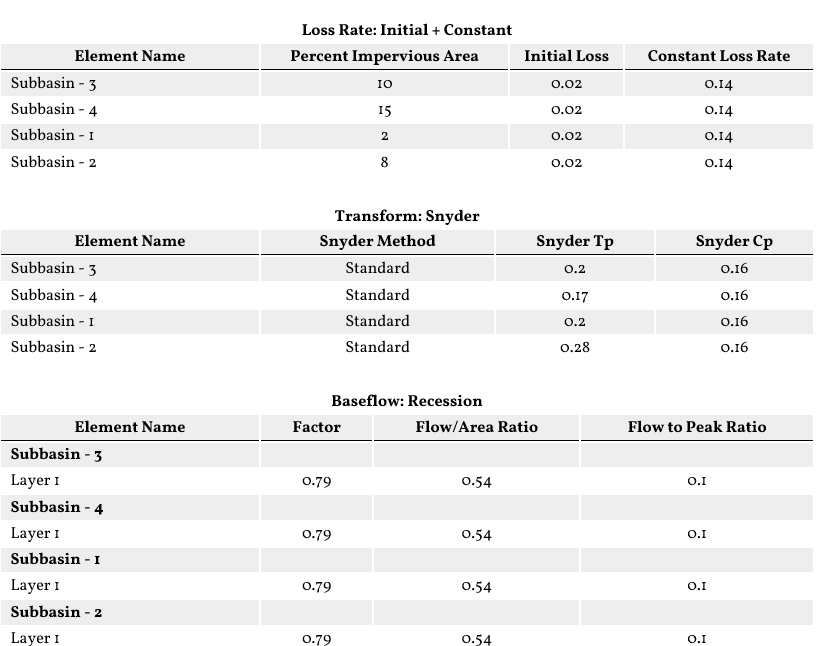 Loss Rate: Initial + Constant
Element Name Percent Impervious Area Initial Loss Constant Loss Rate
Subbasin - 3 10 0.02 0.14
Subbasin - 4 15 0.02 0.14
Subbasin - 1 2 0.02 0.14
Subbasin - 2 8 0.02 0.14
Transform: Snyder
Element Name Snyder Method Snyder Tp Snyder Cp
Subbasin - 3 Standard 0.2 0.16
Subbasin - 4 Standard 0.17 0.16
Subbasin - 1 Standard 0.2 0.16
Subbasin - 2 Standard 0.28 0.16
Baseflow: Recession
Element Name Factor Flow/Area Ratio Flow to Peak Ratio
Subbasin - 3
Layer 1 0.79 0.54 0.1
Subbasin - 4
Layer 1 0.79 0.54 0.1
Subbasin - 1
Layer 1 0.79 0.54 0.1
Subbasin - 2
Layer 1 0.79 0.54 0.1